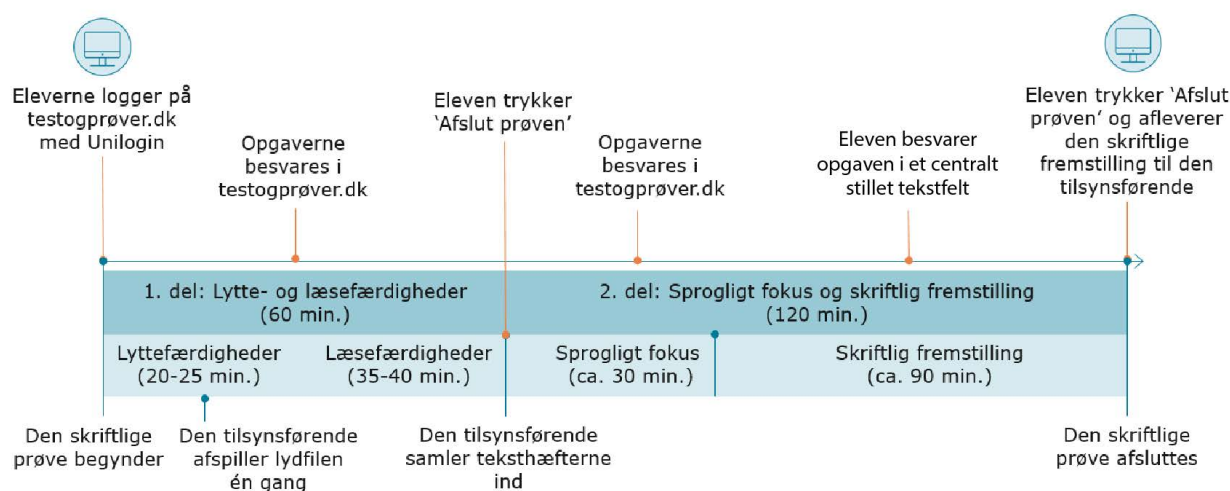 Eleverne logger på
testogprøver.dk
med Unilogin
Opgaverne
besvares i
testogprøver.dk
Eleven trykker
‘Afslut prøven’
Opgaverne
besvares i
testogprøver.dk
Eleven besvarer
opgaven i et centralt
stillet tekstfelt
Eleven trykker ‘Afslut
prøven’ og afleverer
den skriftlige
fremstilling til den
tilsynsførende
1. del: Lytte- og læsefærdigheder
(60 min.)
2. del: Sprogligt fokus og skriftlig fremstilling
(120 min.)
Lyttefærdigheder
(20-25 min.)
Læsefærdigheder
(35-40 min.)
Sprogligt fokus
(ca. 30 min.)
Skriftlig fremstilling
(ca. 90 min.)
Den skriftlige
prøve begynder
Den tilsynsførende
afspiller lydfilen
én gang
Den tilsynsførende
samler teksthæfterne
ind
Den skriftlige
prøve afsluttes